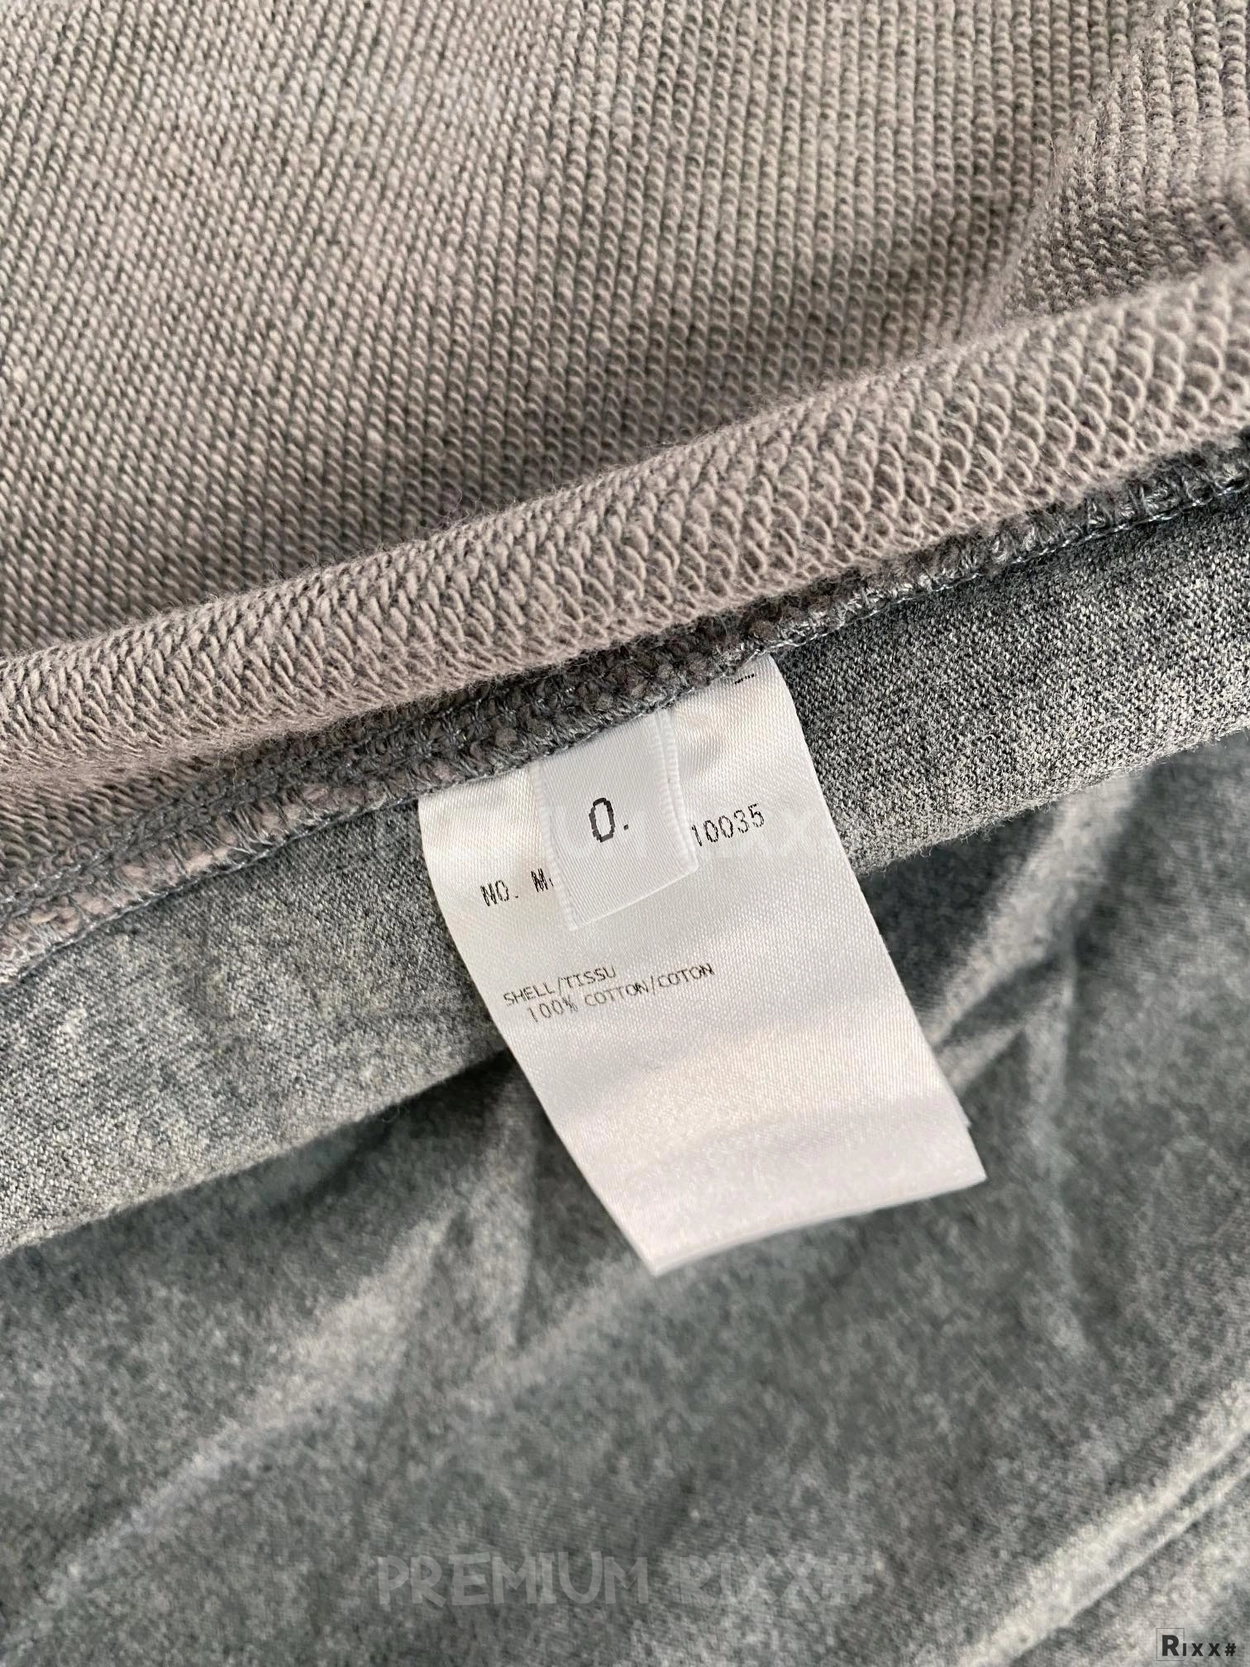 0.
NO. M
10035
SHELL/TISSU
100% COTTON/COTON
PREMIUM RIXX#
RIXX#